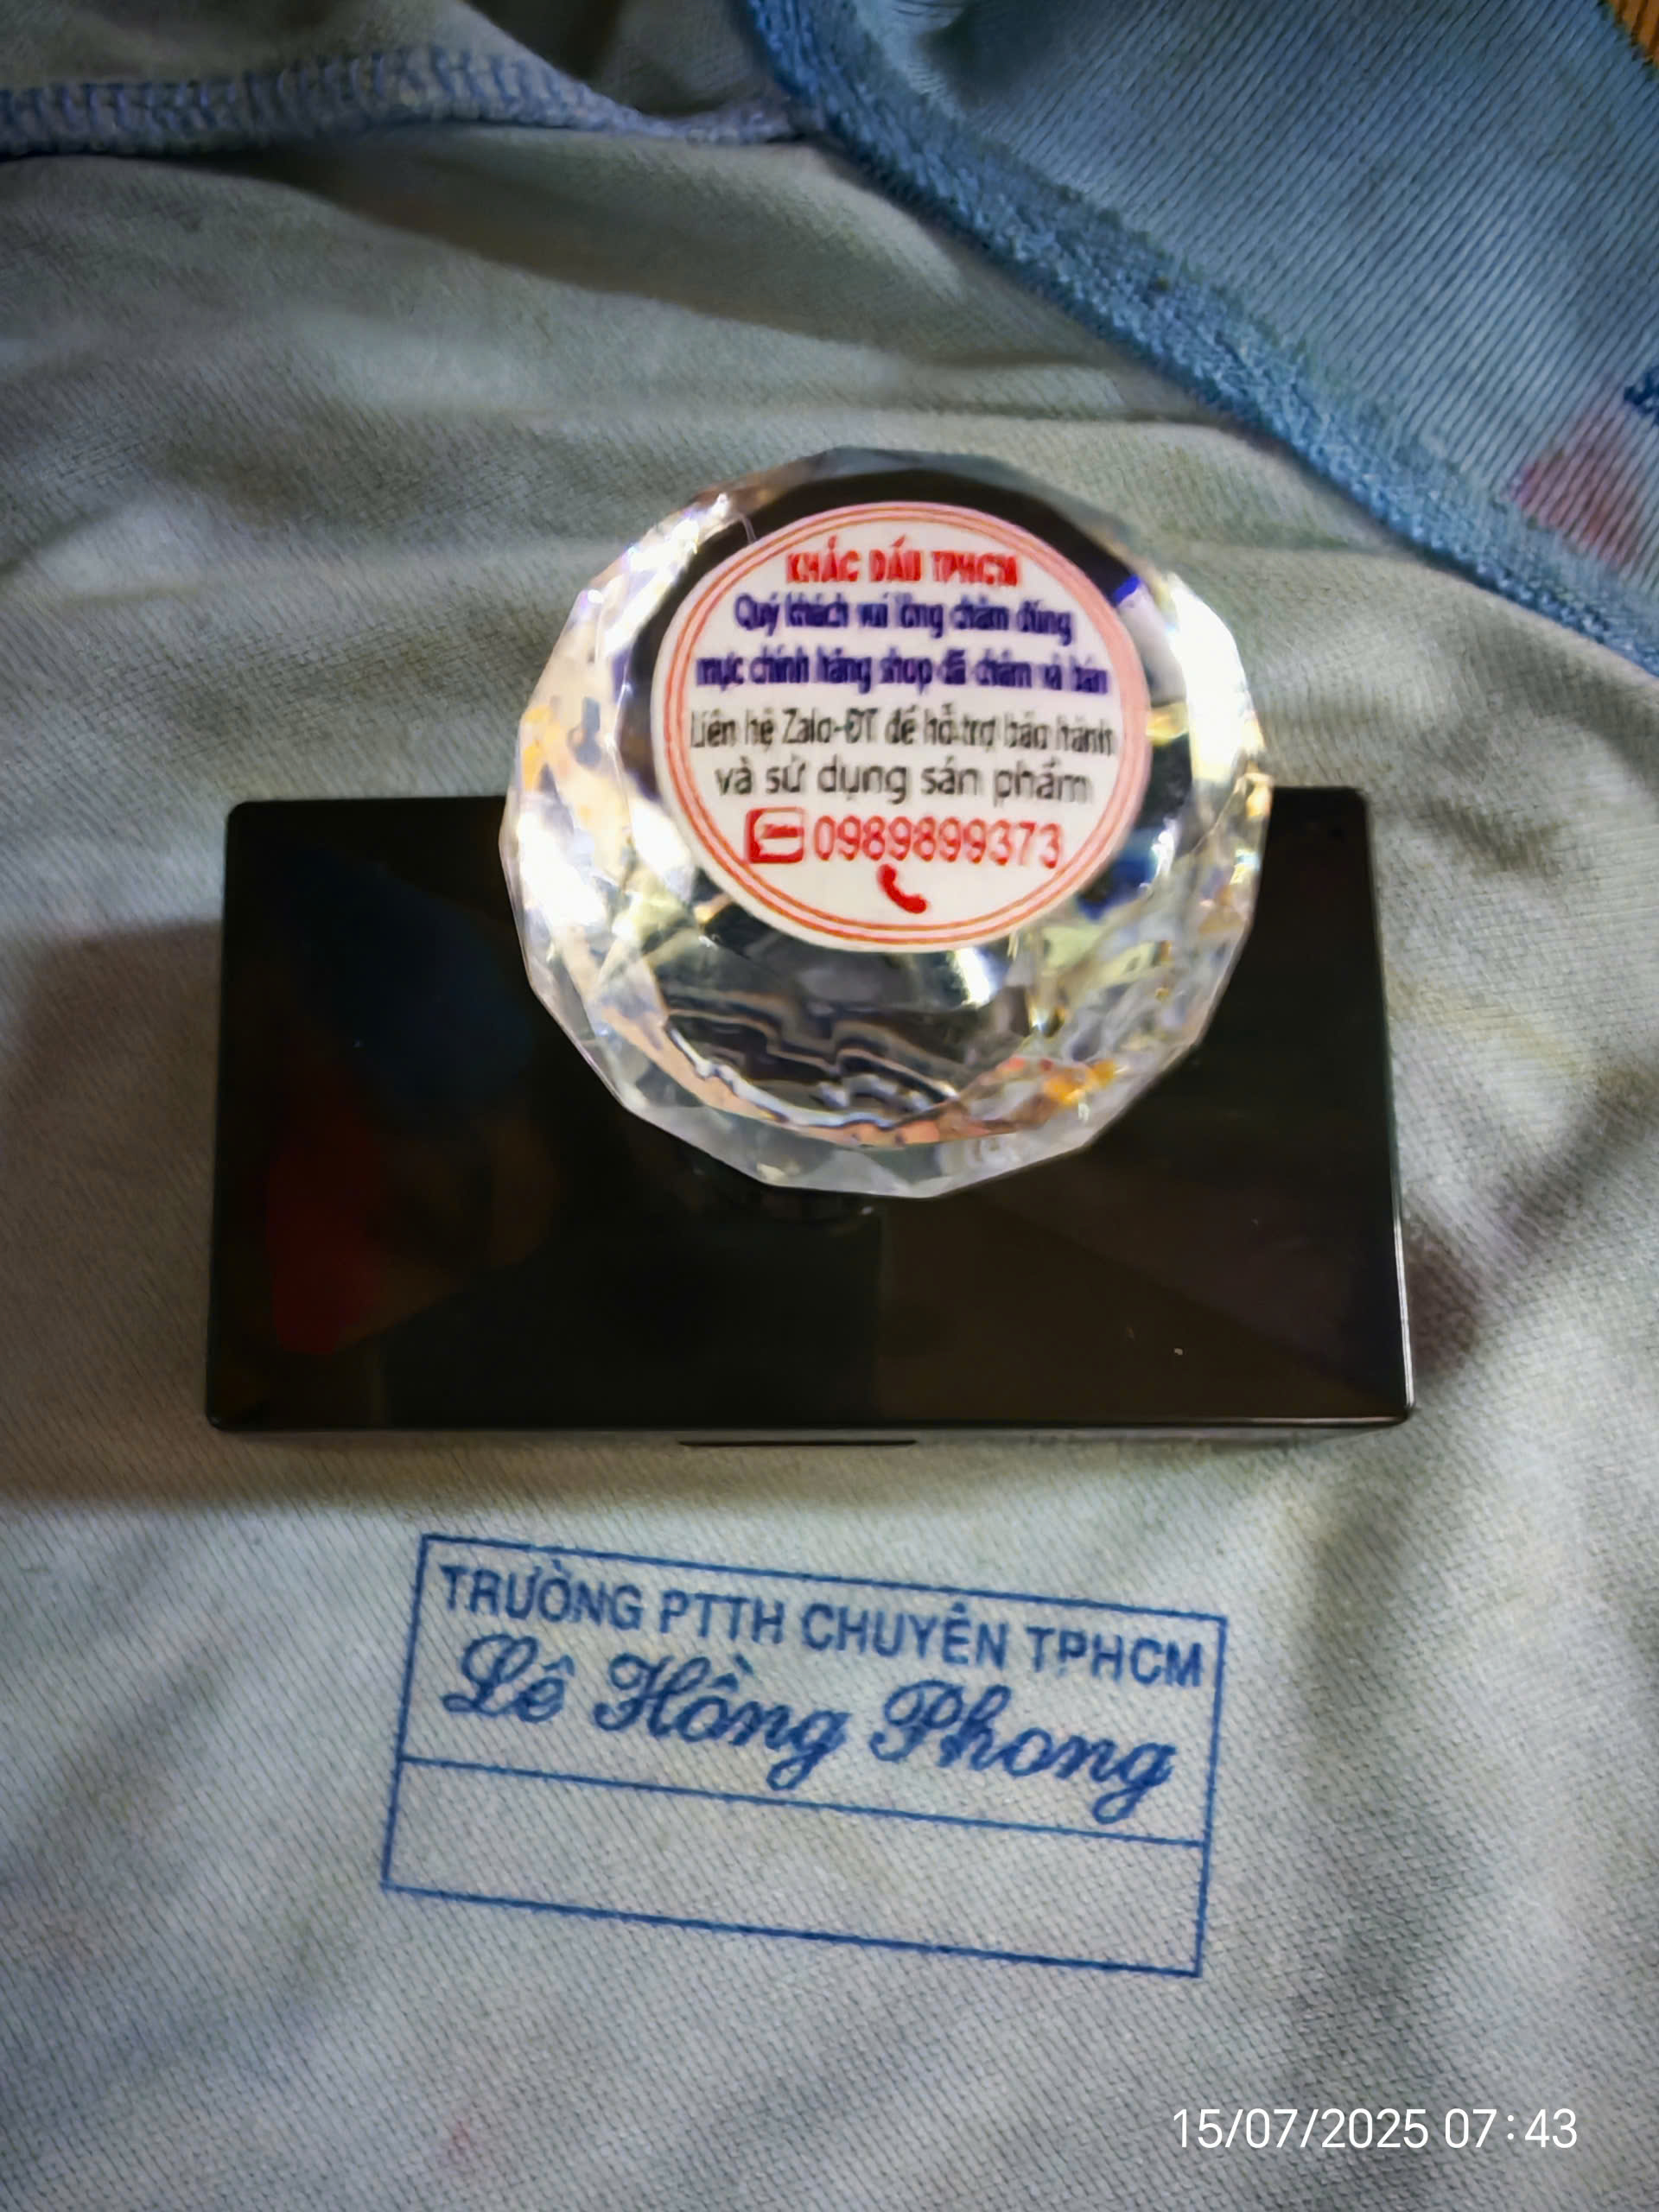 KHẮC DẤU TPHCM
Quý khách vui lòng châm đúng
mực chính hãng shop đã châm và bán
Liên hệ Zalo-ĐT để hỗ trợ bảo hành
và sử dụng sản phẩm
Zalo 0989899373
TRƯỜNG PTTH CHUYÊN TPHCM
Lê Hồng Phong
15/07/2025 07:43